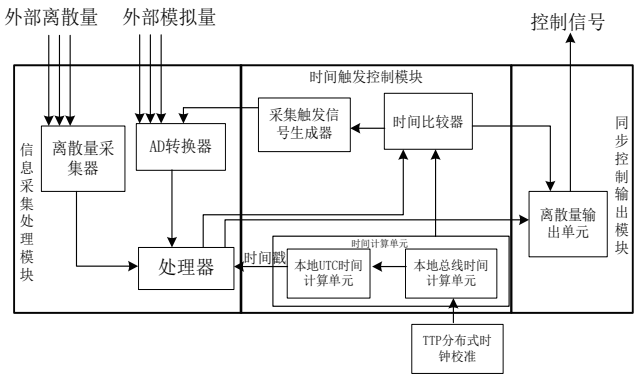 外部离散量
外部模拟量
控制信号
时间触发控制模块
信息采集处理模块
离散量采
集器
AD转换器
采集触发信
号生成器
时间比较器
同步控制输出模块
离散量输
出单元
处理器
时间戳
时间计算单元
本地UTC时间
计算单元
本地总线时间
计算单元
TTP分布式时
钟校准